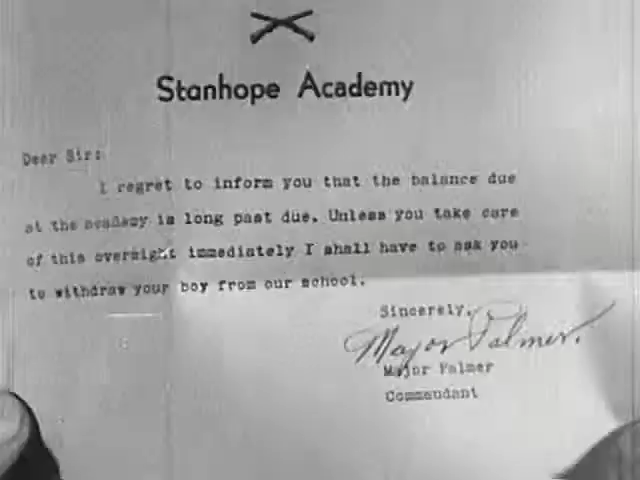 Stanhope Academy
Dear Sir:
I regret to inform you that the balance due
at the academy is long past due. Unless you take care
of this oversight immediately I shall have to ask you
to withdraw your boy from our school.
Sincerely,
Major Palmer.
Major Palmer
Commandant